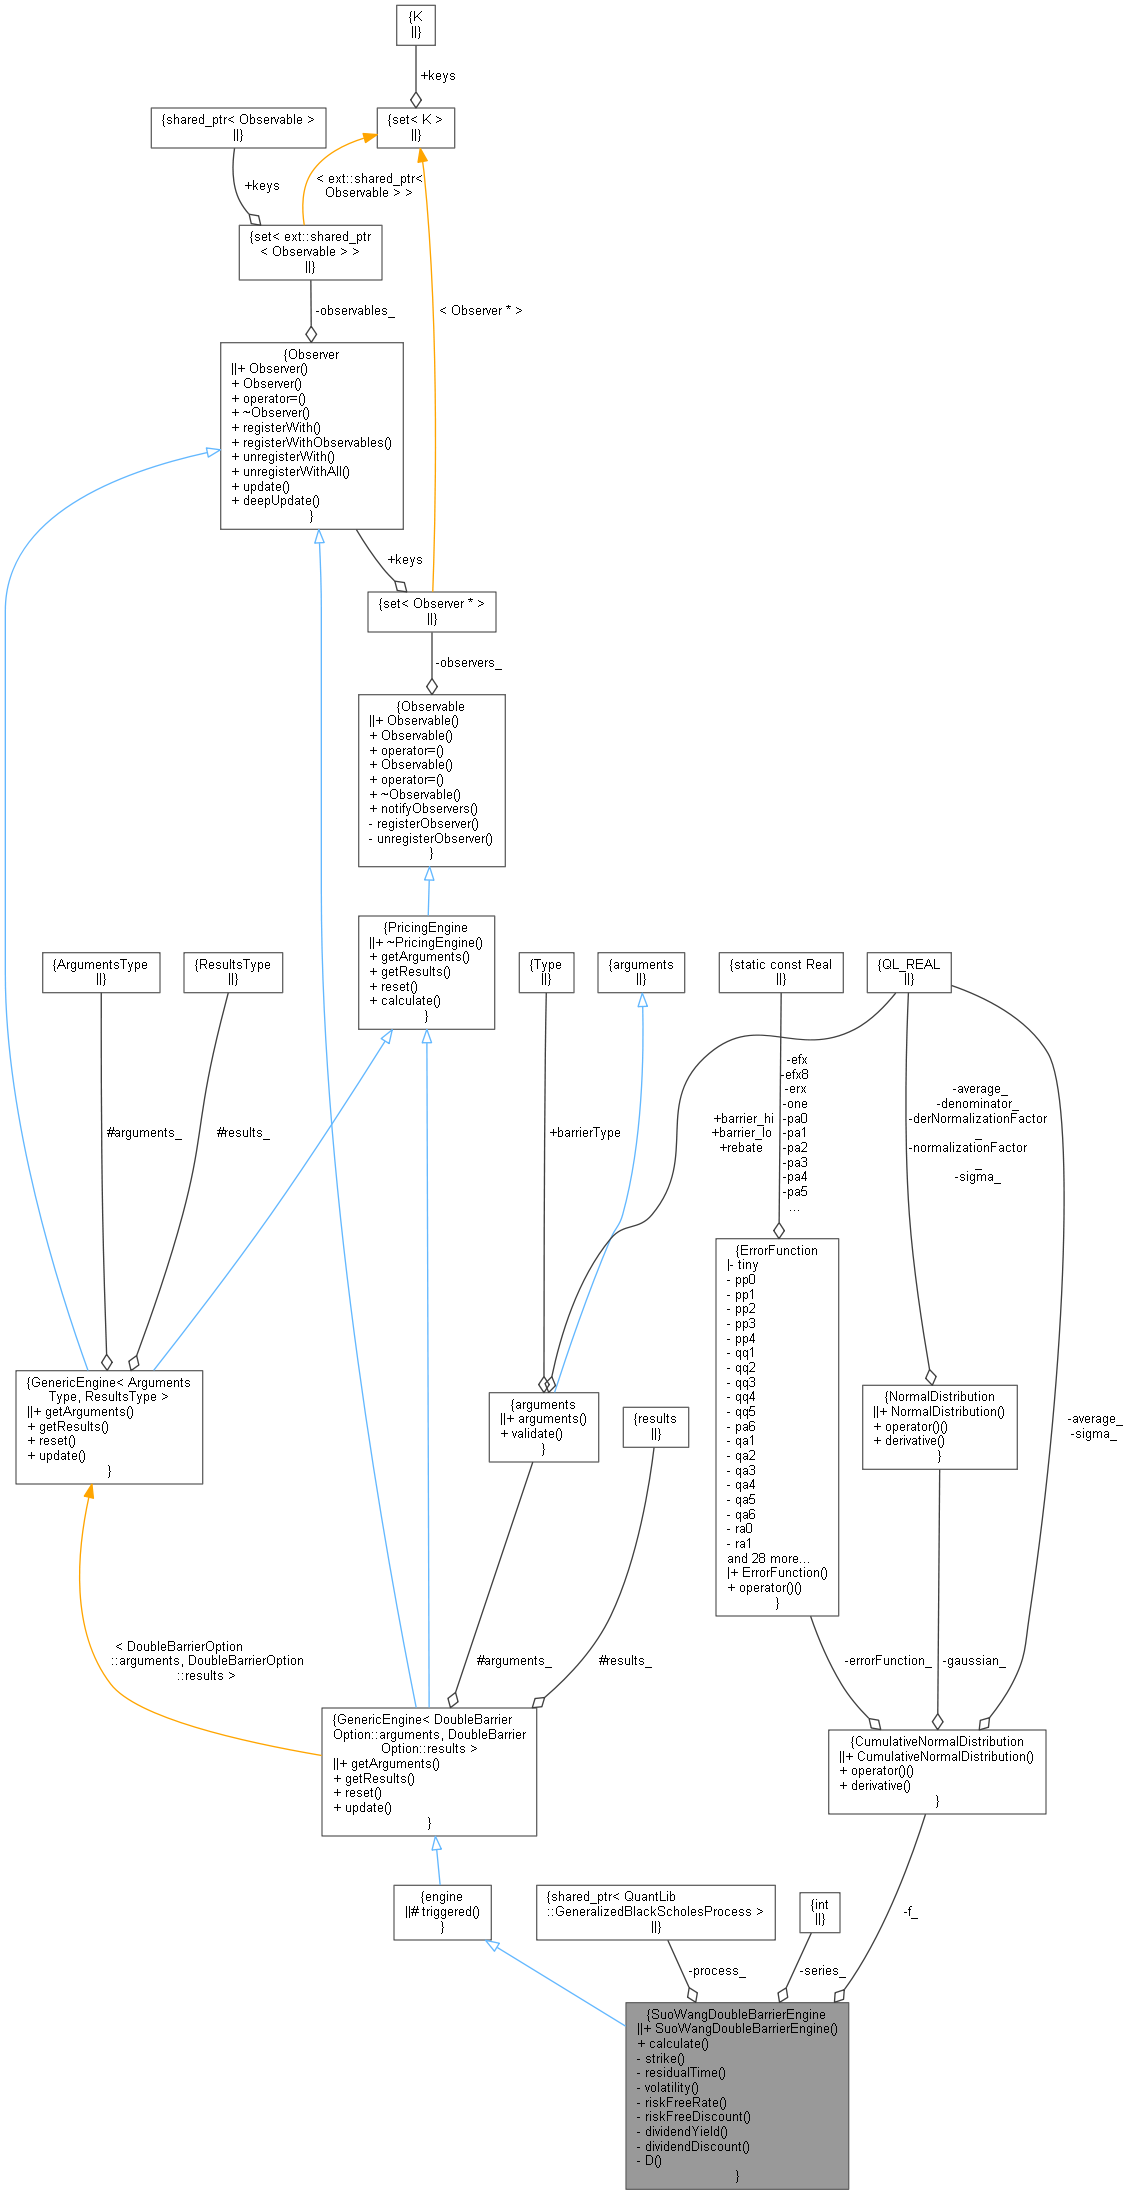 {K
||}
+keys
{shared_ptr< Observable >
||}
{set< K >
||}
+keys
< ext::shared_ptr<
Observable > >
{set< ext::shared_ptr
< Observable > >
||}
-observables_
< Observer * >
{Observer
||+ Observer()
+ Observer()
+ operator=()
+ ~Observer()
+ registerWith()
+ registerWithObservables()
+ unregisterWith()
+ unregisterWithAll()
+ update()
+ deepUpdate()
}
+keys
{set< Observer * >
||}
-observers_
{Observable
||+ Observable()
+ Observable()
+ operator=()
+ Observable()
+ operator=()
+ ~Observable()
+ notifyObservers()
- registerObserver()
- unregisterObserver()
}
{PricingEngine
||+ ~PricingEngine()
+ getArguments()
+ getResults()
+ reset()
+ calculate()
}
{ArgumentsType
||}
{ResultsType
||}
{Type
||}
{arguments
||}
{static const Real
||}
{QL_REAL
||}
#arguments_
#results_
+barrierType
+barrier_hi
+barrier_lo
+rebate
-efx
-efx8
-erx
-one
-pa0
-pa1
-pa2
-pa3
-pa4
-pa5
...
-average_
-denominator_
-derNormalizationFactor
_
-normalizationFactor
_
-sigma_
{ErrorFunction
|- tiny
- pp0
- pp1
- pp2
- pp3
- pp4
- qq1
- qq2
- qq3
- qq4
- qq5
- pa6
- qa1
- qa2
- qa3
- qa4
- qa5
- qa6
- ra0
- ra1
and 28 more...
|+ ErrorFunction()
+ operator()()
}
{GenericEngine< Arguments
Type, ResultsType >
||+ getArguments()
+ getResults()
+ reset()
+ update()
}
{arguments
||+ arguments()
+ validate()
}
{results
||}
{NormalDistribution
||+ NormalDistribution()
+ operator()()
+ derivative()
}
-average_
-sigma_
< DoubleBarrierOption
::arguments, DoubleBarrierOption
::results >
#arguments_
#results_
-errorFunction_
-gaussian_
{GenericEngine< DoubleBarrier
Option::arguments, DoubleBarrier
Option::results >
||+ getArguments()
+ getResults()
+ reset()
+ update()
}
{CumulativeNormalDistribution
||+ CumulativeNormalDistribution()
+ operator()()
+ derivative()
}
{engine
||# triggered()
}
{shared_ptr< QuantLib
::GeneralizedBlackScholesProcess >
||}
{int
||}
-f_
-process_
-series_
{SuoWangDoubleBarrierEngine
||+ SuoWangDoubleBarrierEngine()
+ calculate()
- strike()
- residualTime()
- volatility()
- riskFreeRate()
- riskFreeDiscount()
- dividendYield()
- dividendDiscount()
- D()
}